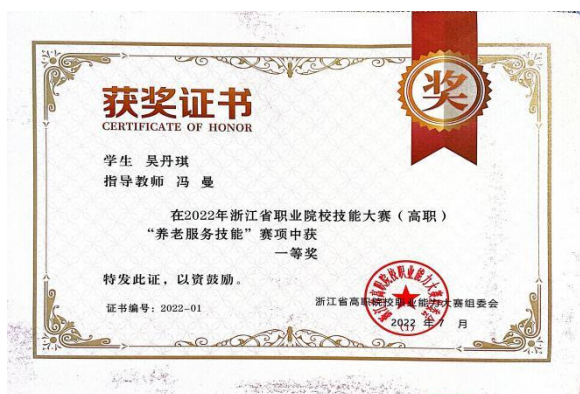 奖
获奖证书
CERTIFICATE OF HONOR
学生 吴丹琪
指导教师 冯 曼
在2022年浙江省职业院校技能大赛（高职）
“养老服务技能”赛项中获
一等奖
特发此证，以资鼓励。
证书编号：2022-01
浙江省高职院校职业能力大赛组委会
2022 年 7 月